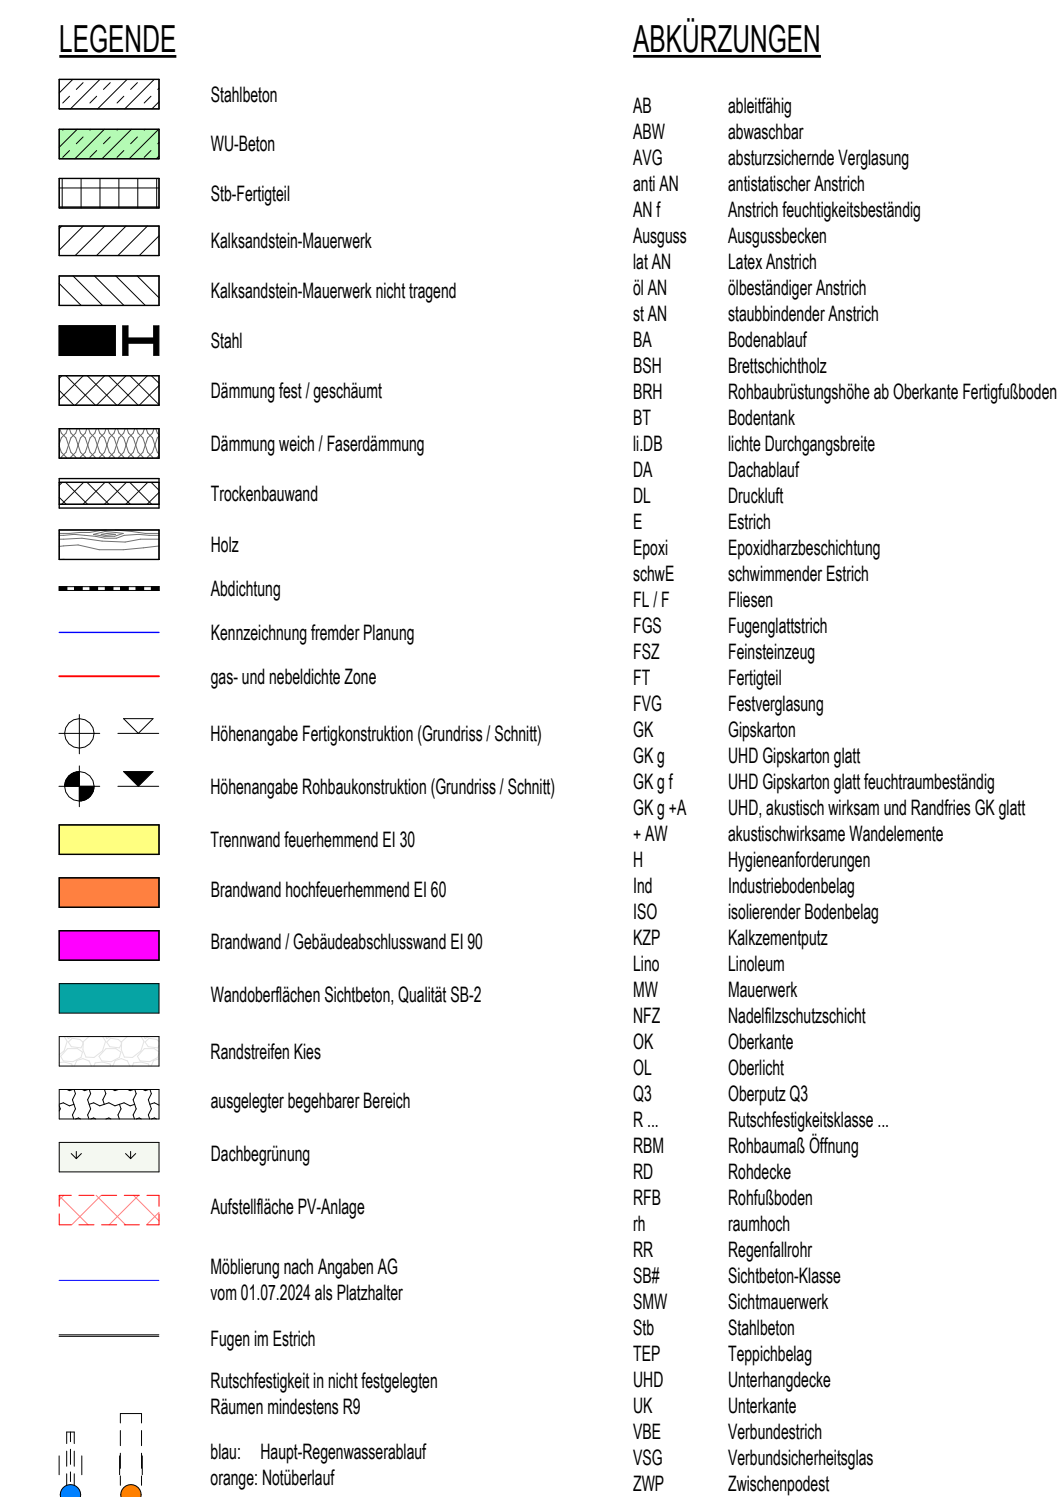 LEGENDE
Stahlbeton
WU-Beton
Stb-Fertigteil
Kalksandstein-Mauerwerk
Kalksandstein-Mauerwerk nicht tragend
Stahl
Dämmung fest / geschäumt
Dämmung weich / Faserdämmung
Trockenbauwand
Holz
Abdichtung
Kennzeichnung fremder Planung
gas- und nebeldichte Zone
Höhenangabe Fertigkonstruktion (Grundriss / Schnitt)
Höhenangabe Rohbaukonstruktion (Grundriss / Schnitt)
Trennwand feuerhemmend EI 30
Brandwand hochfeuerhemmend EI 60
Brandwand / Gebäudeabschlusswand EI 90
Wandoberflächen Sichtbeton, Qualität SB-2
Randstreifen Kies
ausgelegter begehbarer Bereich
Dachbegrünung
Aufstellfläche PV-Anlage
Möblierung nach Angaben AG
vom 01.07.2024 als Platzhalter
Fugen im Estrich
Rutschfestigkeit in nicht festgelegten
Räumen mindestens R9
blau: Haupt-Regenwasserablauf
orange: Notüberlauf
ABKÜRZUNGEN
AB ableitfähig
ABW abwaschbar
AVG absturzsichernde Verglasung
anti AN antistatischer Anstrich
AN f Anstrich feuchtigkeitsbeständig
Ausguss Ausgussbecken
lat AN Latex Anstrich
öl AN ölbeständiger Anstrich
st AN staubbindender Anstrich
BA Bodenablauf
BSH Brettschichtholz
BRH Rohbaubrüstungshöhe ab Oberkante Fertigfußboden
BT Bodentank
li.DB lichte Durchgangsbreite
DA Dachablauf
DL Druckluft
E Estrich
Epoxi Epoxidharzbeschichtung
schwE schwimmender Estrich
FL / F Fliesen
FGS Fugenglattstrich
FSZ Feinsteinzeug
FT Fertigteil
FVG Festverglasung
GK Gipskarton
GK g UHD Gipskarton glatt
GK g f UHD Gipskarton glatt feuchtraumbeständig
GK g +A UHD, akustisch wirksam und Randfries GK glatt
+ AW akustischwirksame Wandelemente
H Hygieneanforderungen
Ind Industriebodenbelag
ISO isolierender Bodenbelag
KZP Kalkzementputz
Lino Linoleum
MW Mauerwerk
NFZ Nadelfilzschutzschicht
OK Oberkante
OL Oberlicht
Q3 Oberputz Q3
R ... Rutschfestigkeitsklasse ...
RBM Rohbaumaß Öffnung
RD Rohdecke
RFB Rohfußboden
rh raumhoch
RR Regenfallrohr
SB# Sichtbeton-Klasse
SMW Sichtmauerwerk
Stb Stahlbeton
TEP Teppichbelag
UHD Unterhangdecke
UK Unterkante
VBE Verbundestrich
VSG Verbundsicherheitsglas
ZWP Zwischenpodest